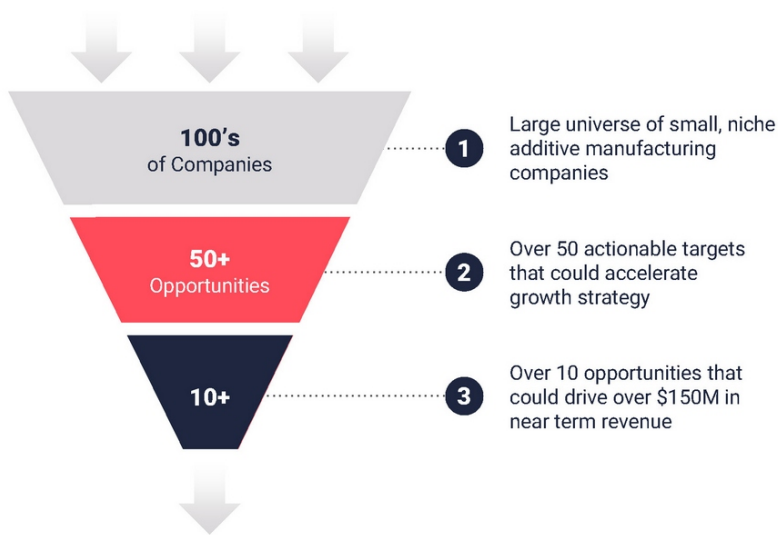 100's
of Companies
1
Large universe of small, niche
additive manufacturing
companies
50+
Opportunities
2
Over 50 actionable targets
that could accelerate
growth strategy
10+
3
Over 10 opportunities that
could drive over $150M in
near term revenue